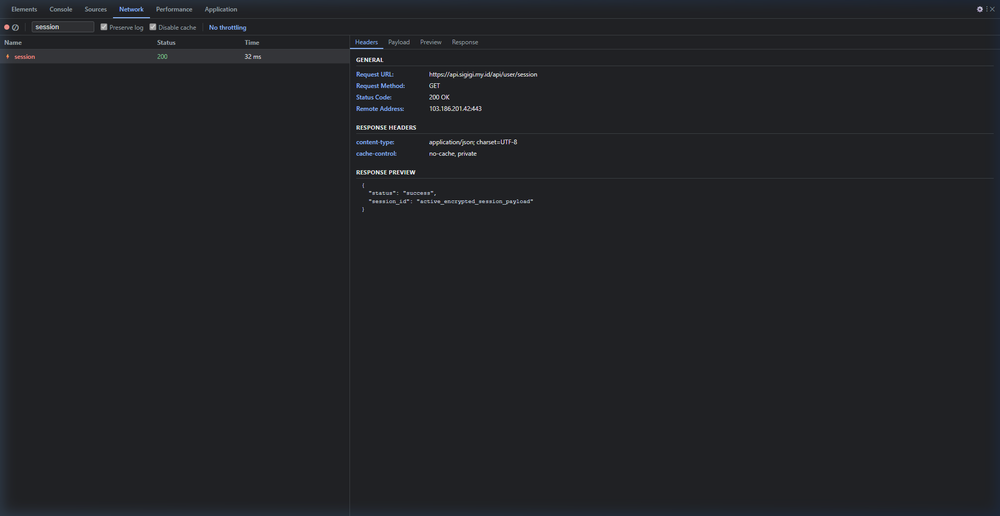 Elements Console Sources Network Performance Application
session Preserve log Disable cache No throttling
Name Status Time
session 200 32 ms
Headers Payload Preview Response
GENERAL
Request URL: https://api.sigigi.my.id/api/user/session
Request Method: GET
Status Code: 200 OK
Remote Address: 103.186.201.42:443
RESPONSE HEADERS
content-type: application/json; charset=UTF-8
cache-control: no-cache, private
RESPONSE PREVIEW
{
"status": "success",
"session_id": "active_encrypted_session_payload"
}